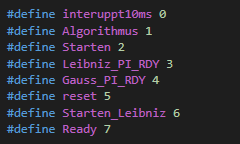 #define interuppt10ms 0
#define Algorithmus 1
#define Starten 2
#define Leibniz_PI_RDY 3
#define Gauss_PI_RDY 4
#define reset 5
#define Starten_Leibniz 6
#define Ready 7